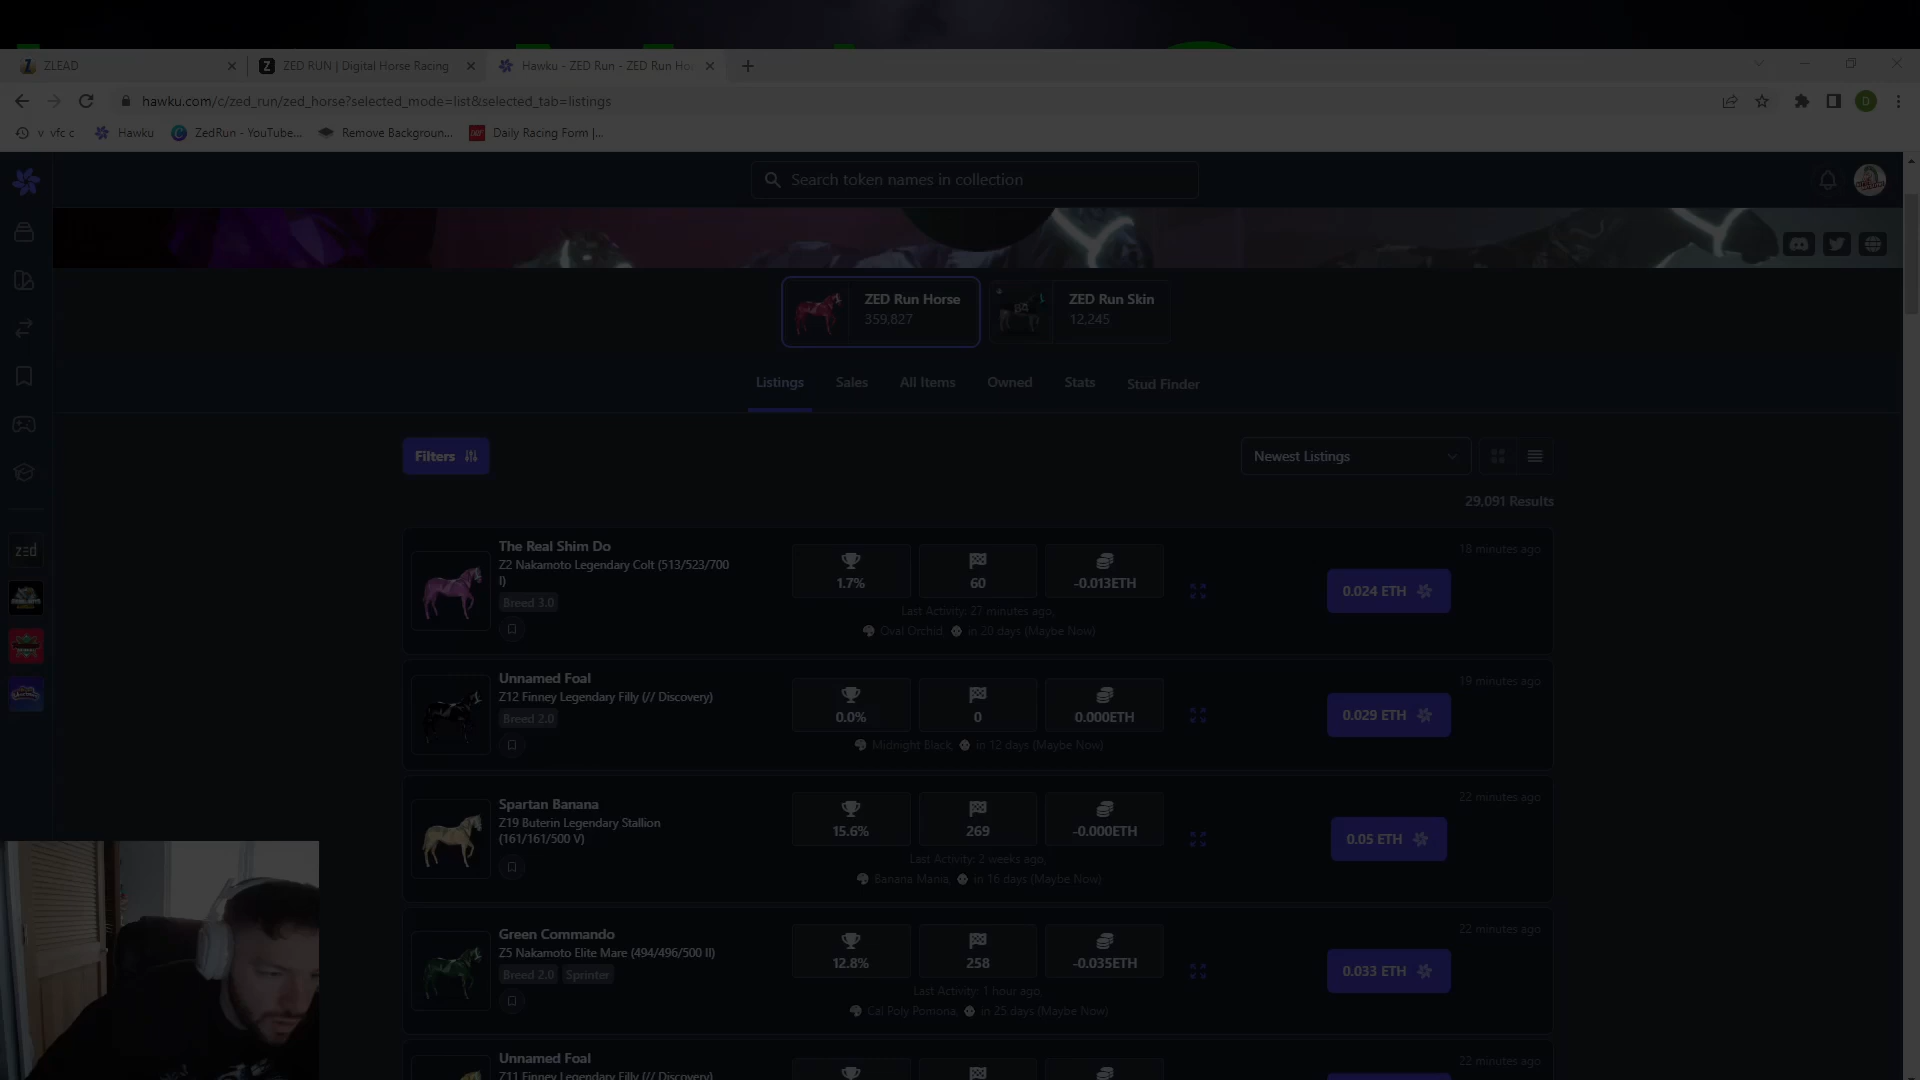 ZLEAD
ZED RUN | Digital Horse Racing
Hawku - ZED Run - ZED Run Ho
hawku.com/c/zed_run/zed_horse?selected_mode=list&selected_tab=listings
D
v vfc c
Hawku
ZedRun - YouTube...
Remove Backgroun...
Daily Racing Form |...
Search token names in collection
ZED Run Horse
359,827
ZED Run Skin
12,245
Listings
Sales
All Items
Owned
Stats
Stud Finder
Filters
Newest Listings
29,091 Results
zed
The Real Shim Do
Z2 Nakamoto Legendary Colt (513/523/700
I)
Breed 3.0
1.7%
60
-0.013ETH
Last Activity: 27 minutes ago,
Oval Orchid, in 20 days (Maybe Now)
18 minutes ago
0.024 ETH
Unnamed Foal
Z12 Finney Legendary Filly (// Discovery)
Breed 2.0
0.0%
0
0.000ETH
Midnight Black, in 12 days (Maybe Now)
19 minutes ago
0.029 ETH
Spartan Banana
Z19 Buterin Legendary Stallion
(161/161/500 V)
15.6%
269
-0.000ETH
Last Activity: 2 weeks ago,
Banana Mania, in 16 days (Maybe Now)
22 minutes ago
0.05 ETH
Green Commando
Z5 Nakamoto Elite Mare (494/496/500 II)
Breed 2.0
Sprinter
12.8%
258
-0.035ETH
Last Activity: 1 hour ago,
Cal Poly Pomona, in 25 days (Maybe Now)
22 minutes ago
0.033 ETH
Unnamed Foal
Z11 Finney Legendary Filly (/// Discovery)
22 minutes ago